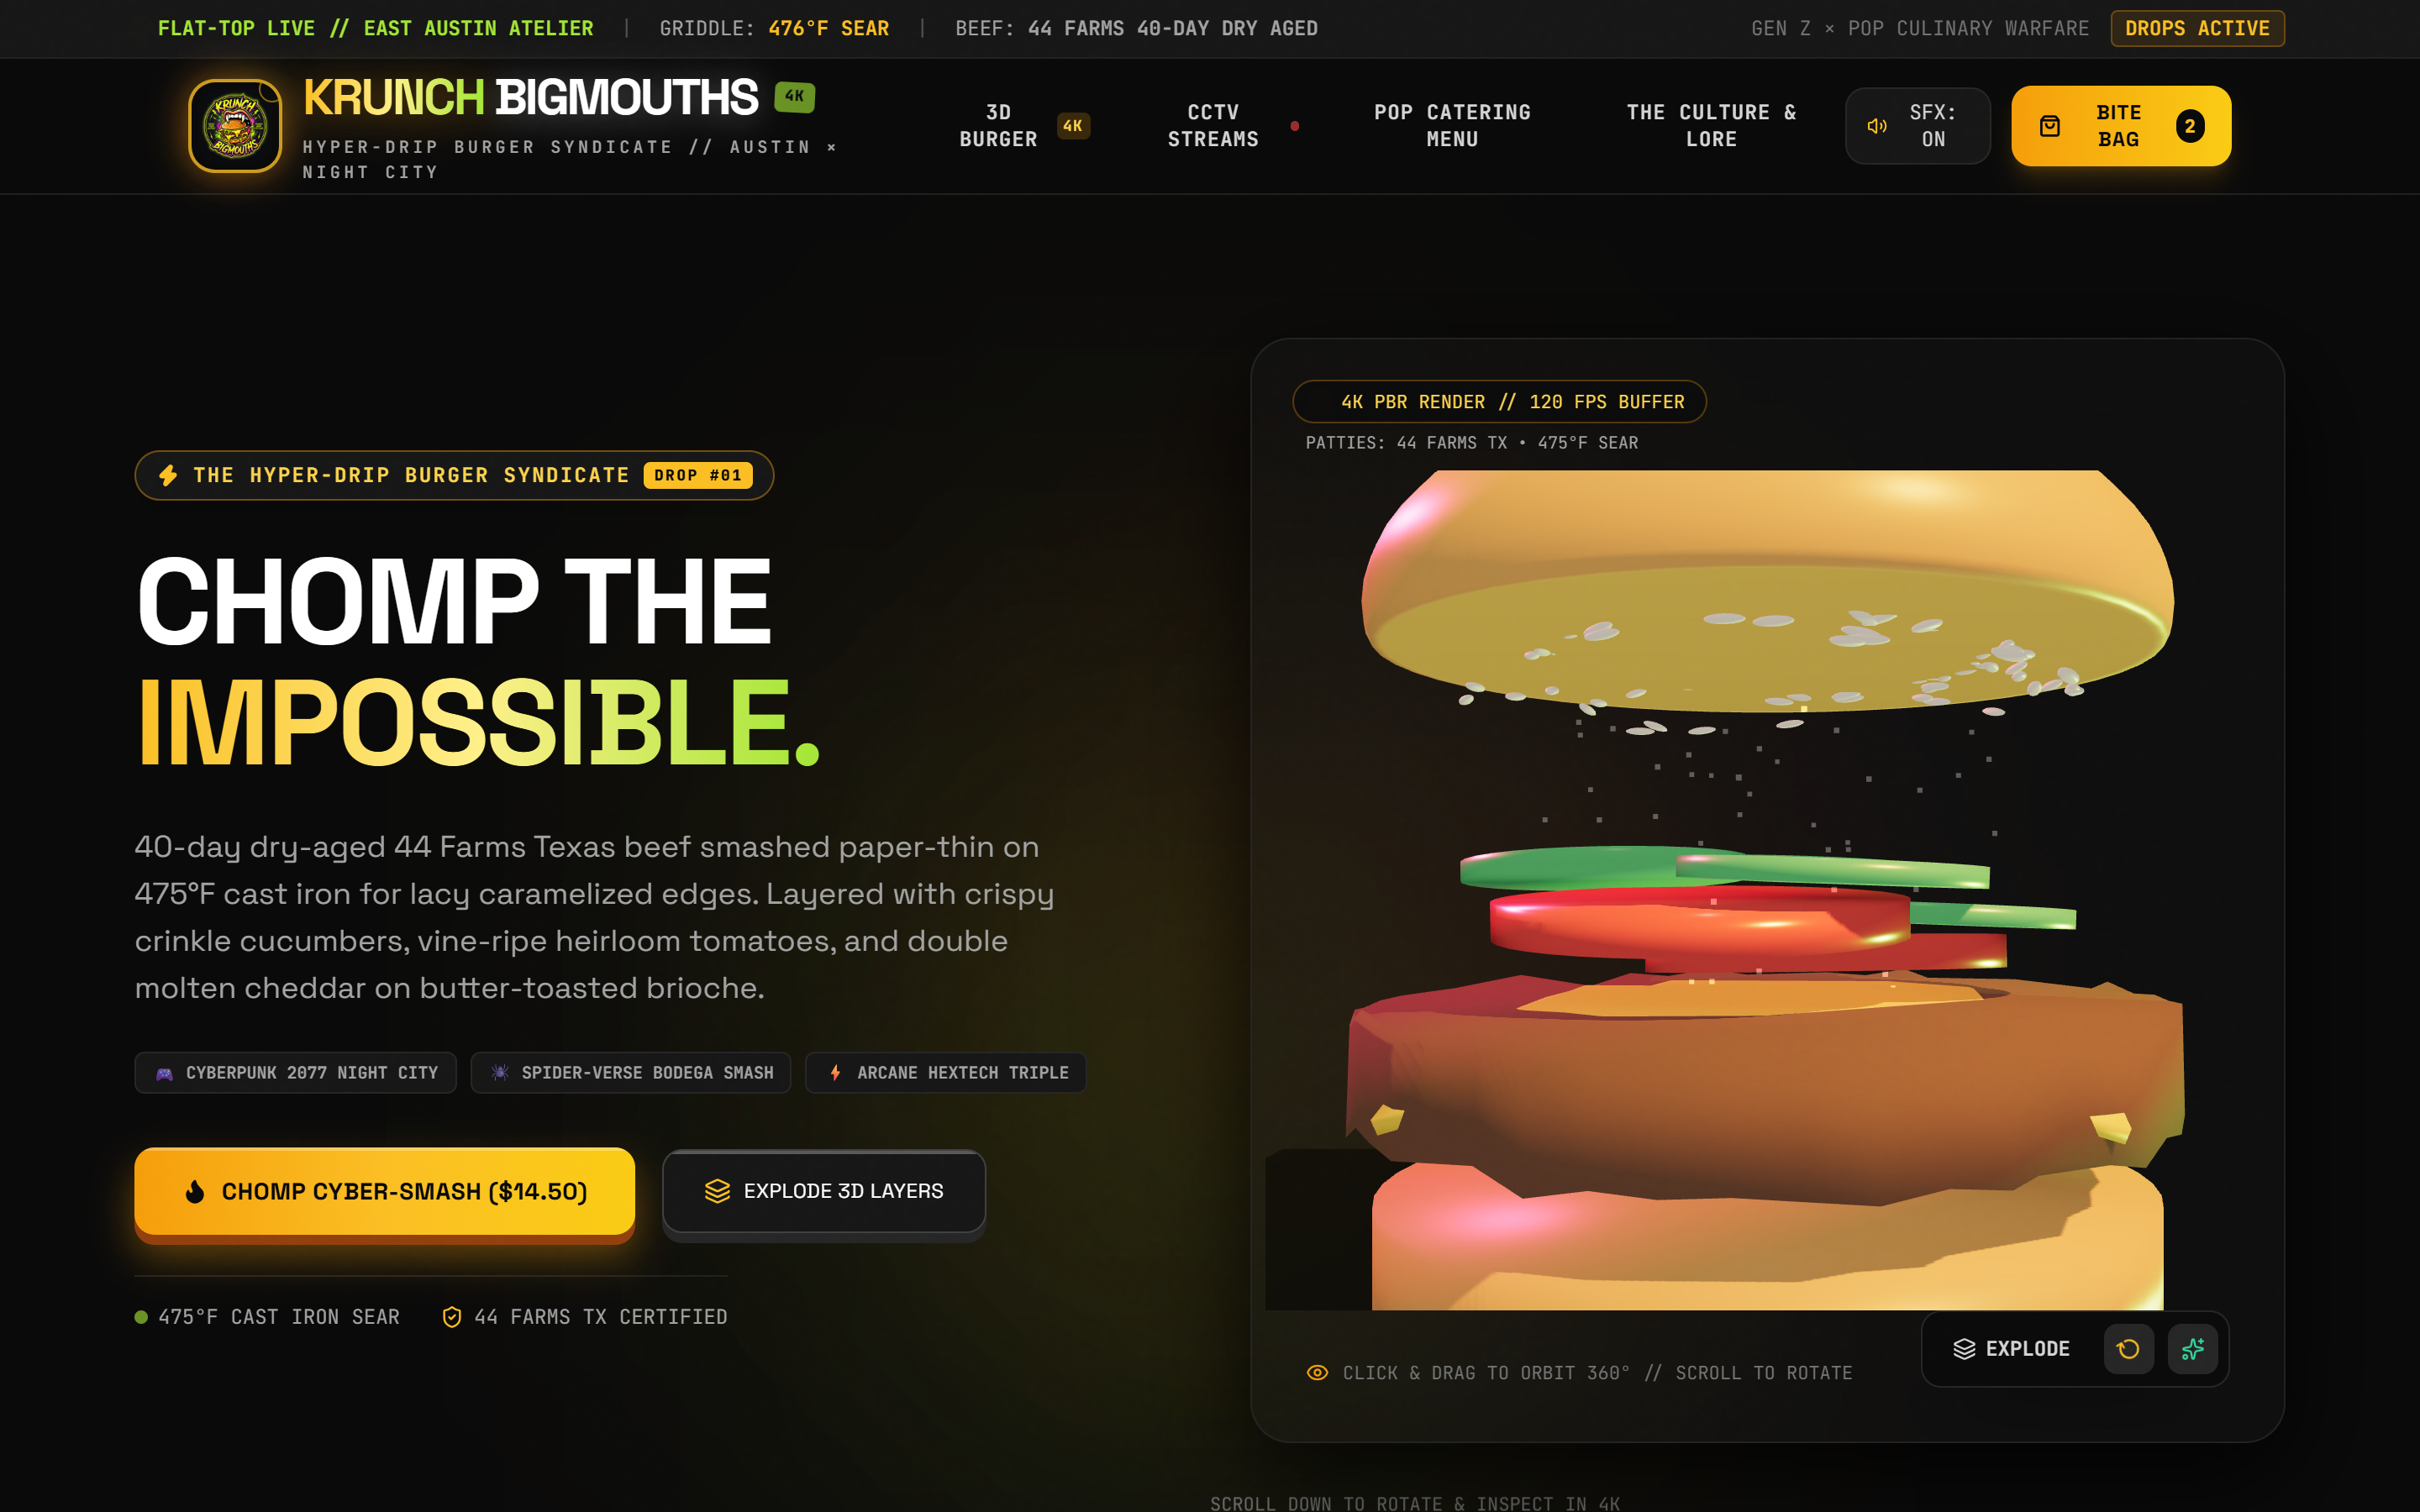 FLAT-TOP LIVE // EAST AUSTIN ATELIER | GRIDDLE: 476°F SEAR | BEEF: 44 FARMS 40-DAY DRY AGED
GEN Z × POP CULINARY WARFARE DROPS ACTIVE
KRUNCH BIGMOUTHS
KRUNCH BIGMOUTHS 4K
HYPER-DRIP BURGER SYNDICATE // AUSTIN ×
NIGHT CITY
3D
BURGER 4K
CCTV
STREAMS
POP CATERING
MENU
THE CULTURE &
LORE
SFX:
ON
BITE
BAG 2
THE HYPER-DRIP BURGER SYNDICATE DROP #01
CHOMP THE
IMPOSSIBLE.
40-day dry-aged 44 Farms Texas beef smashed paper-thin on
475°F cast iron for lacy caramelized edges. Layered with crispy
crinkle cucumbers, vine-ripe heirloom tomatoes, and double
molten cheddar on butter-toasted brioche.
CYBERPUNK 2077 NIGHT CITY
SPIDER-VERSE BODEGA SMASH
ARCANE HEXTECH TRIPLE
CHOMP CYBER-SMASH ($14.50)
EXPLODE 3D LAYERS
475°F CAST IRON SEAR
44 FARMS TX CERTIFIED
4K PBR RENDER // 120 FPS BUFFER
PATTIES: 44 FARMS TX • 475°F SEAR
CLICK & DRAG TO ORBIT 360° // SCROLL TO ROTATE
EXPLODE
SCROLL DOWN TO ROTATE & INSPECT IN 4K